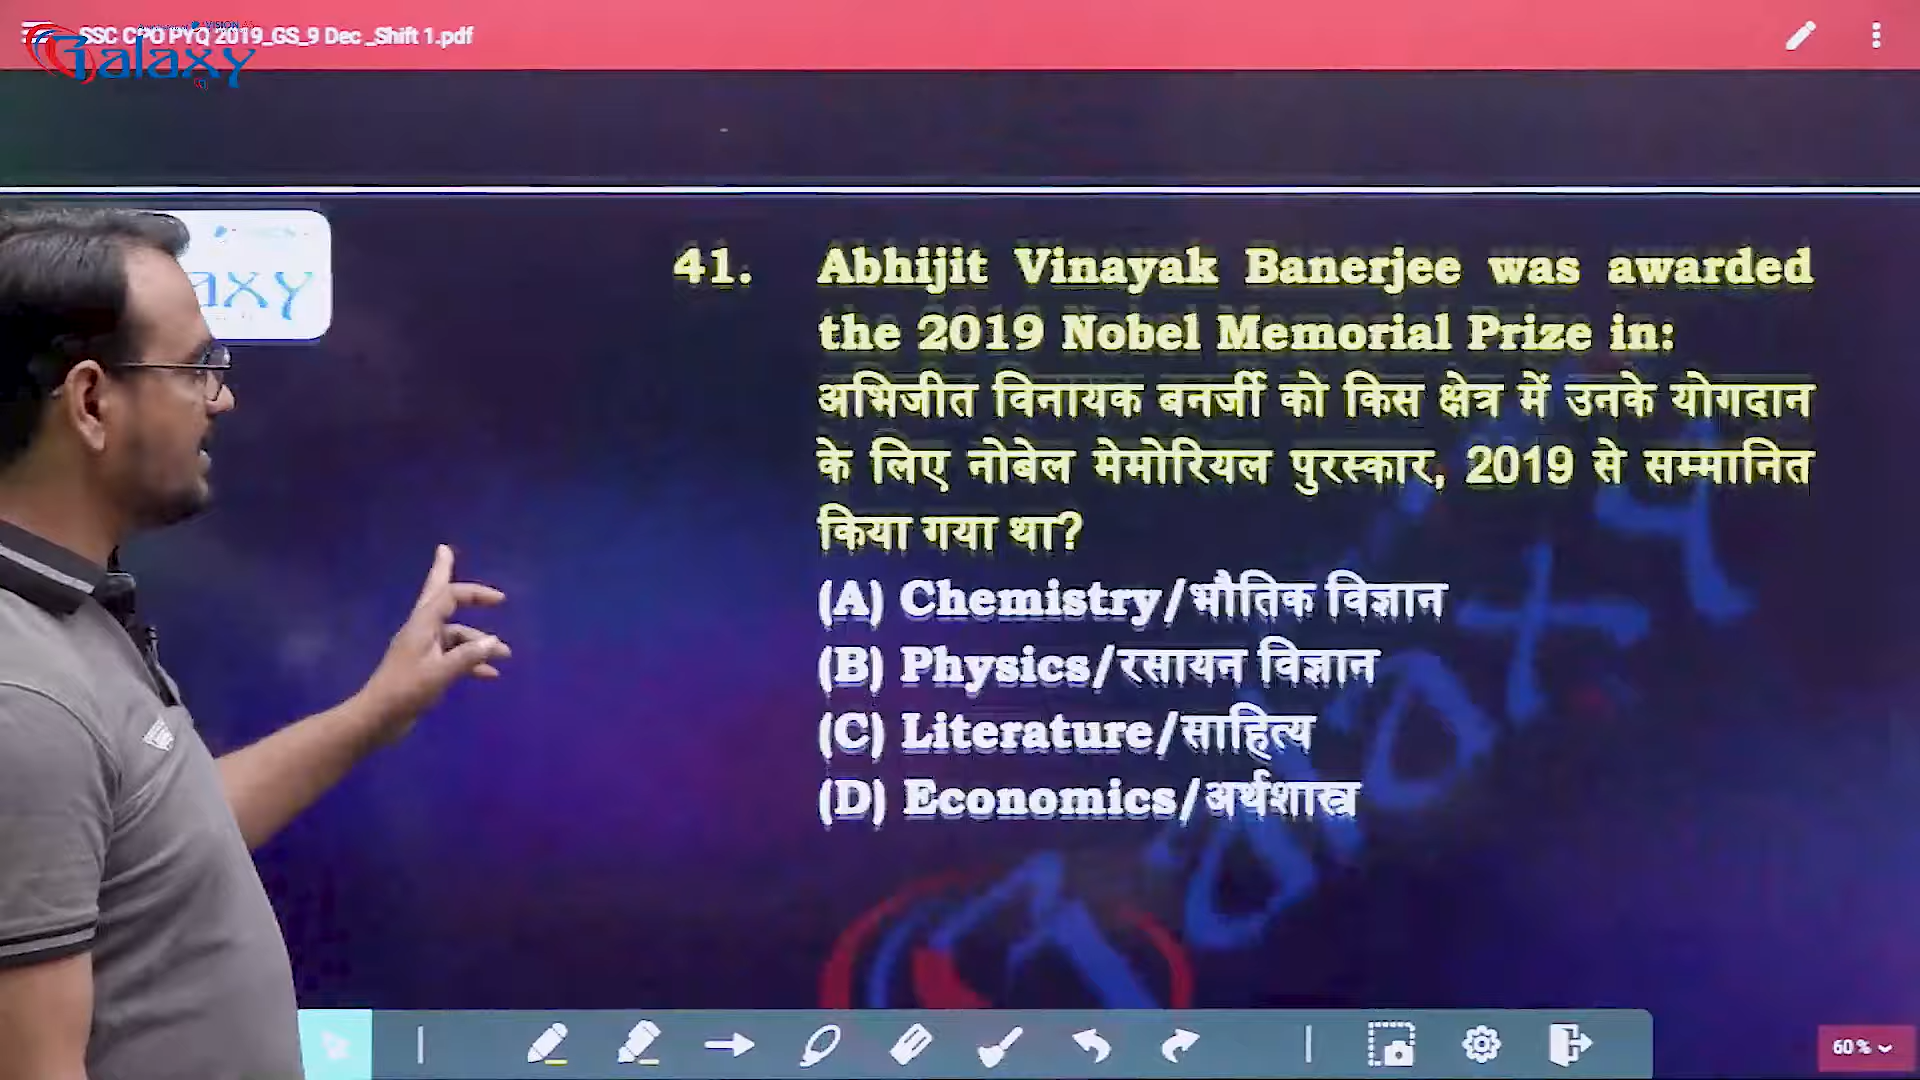 SSC CPO PYQ 2019_GS_9 Dec _Shift 1.pdf
Galaxy
axy
41. Abhijit Vinayak Banerjee was awarded
the 2019 Nobel Memorial Prize in:
अभिजीत विनायक बनर्जी को किस क्षेत्र में उनके योगदान
के लिए नोबेल मेमोरियल पुरस्कार, 2019 से सम्मानित
किया गया था?
(A) Chemistry/भौतिक विज्ञान
(B) Physics/रसायन विज्ञान
(C) Literature/साहित्य
(D) Economics/अर्थशास्त्र
60%